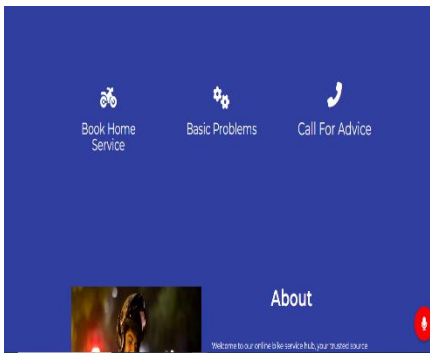 Book Home
Service
Basic Problems
Call For Advice
About
Welcome to our online bike service hub, your trusted source